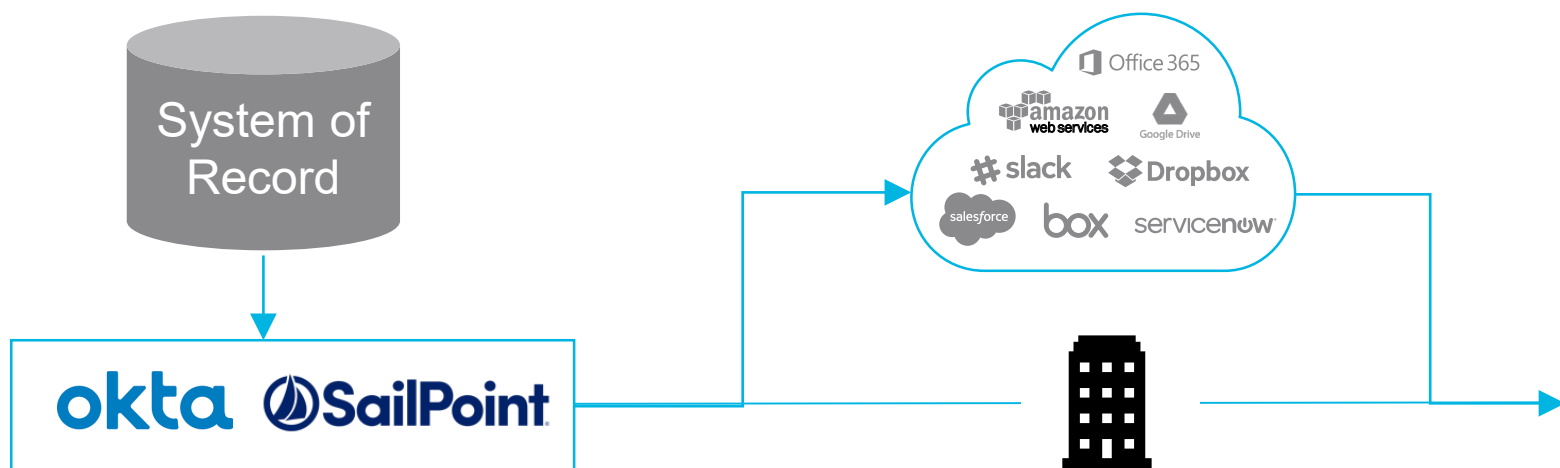 System of
Record
Office 365
amazon
web services
Google Drive
slack
Dropbox
salesforce
box
servicenow
okta
SailPoint